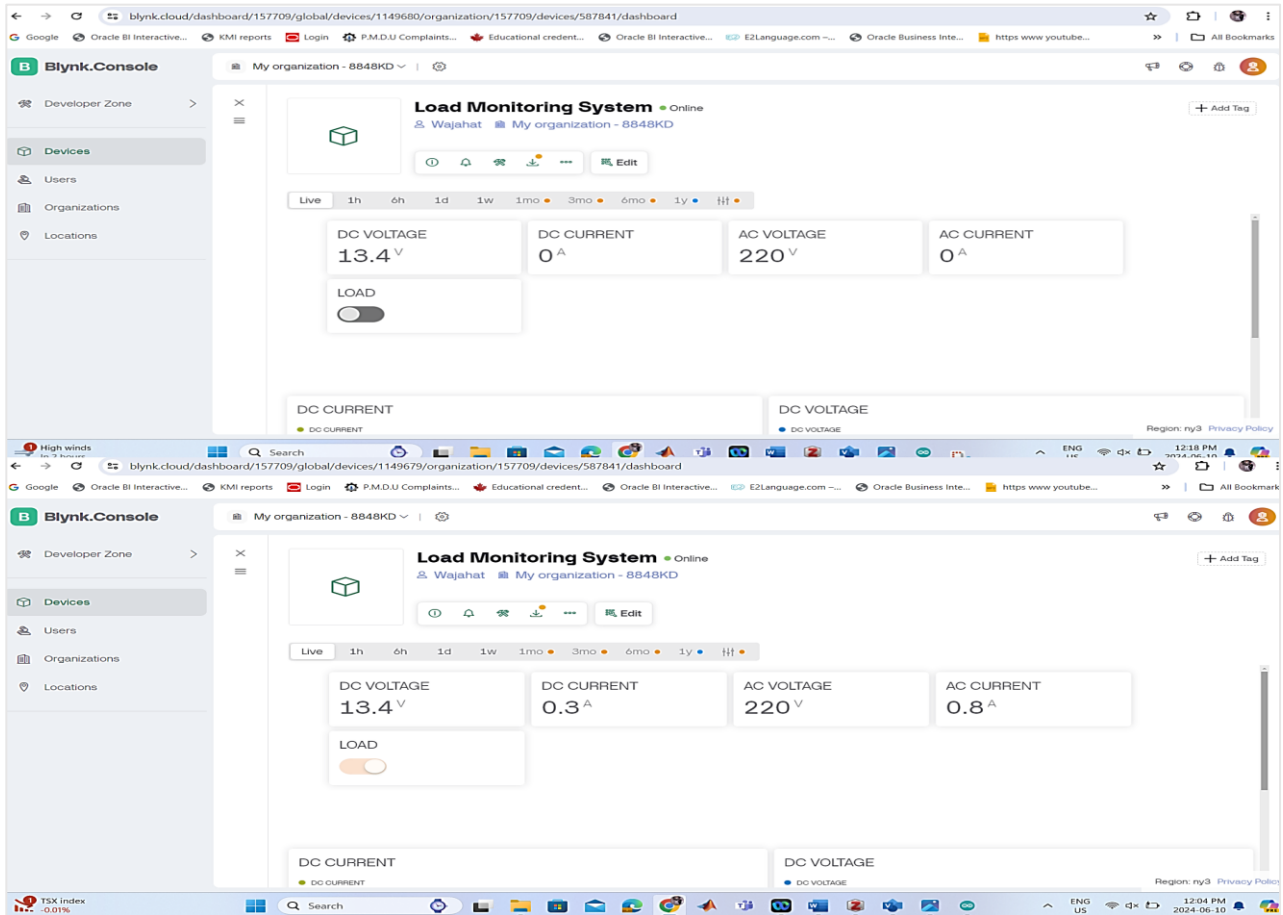 blynk.cloud/dashboard/157709/global/devices/1149680/organization/157709/devices/587841/dashboard
Google Oracle BI Interactive... KMI reports Login P.M.D.U Complaints... Educational credent... Oracle BI Interactive... E2Language.com –... Oracle Business Inte... https www youtube... » All Bookmarks
B Blynk.Console My organization - 8848KD
Developer Zone
Devices
Users
Organizations
Locations
Load Monitoring System Online
Wajahat My organization - 8848KD
+ Add Tag
Edit
Live 1h 6h 1d 1w 1mo 3mo 6mo 1y
DC VOLTAGE DC CURRENT AC VOLTAGE AC CURRENT
13.4 V 0 A 220 V 0 A
LOAD
DC CURRENT DC VOLTAGE
DC CURRENT DC VOLTAGE
Region: ny3 Privacy Policy
1 High winds
In 2 hours
Search
ENG
US
12:18 PM
2024-06-10
blynk.cloud/dashboard/157709/global/devices/1149679/organization/157709/devices/587841/dashboard
Google Oracle BI Interactive... KMI reports Login P.M.D.U Complaints... Educational credent... Oracle BI Interactive... E2Language.com –... Oracle Business Inte... https www youtube... » All Bookmark
B Blynk.Console My organization - 8848KD
Developer Zone
Devices
Users
Organizations
Locations
Load Monitoring System Online
Wajahat My organization - 8848KD
+ Add Tag
Edit
Live 1h 6h 1d 1w 1mo 3mo 6mo 1y
DC VOLTAGE DC CURRENT AC VOLTAGE AC CURRENT
13.4 V 0.3 A 220 V 0.8 A
LOAD
DC CURRENT DC VOLTAGE
DC CURRENT DC VOLTAGE
Region: ny3 Privacy Polic
TSX index
-0.01%
Search
ENG
US
12:04 PM
2024-06-10